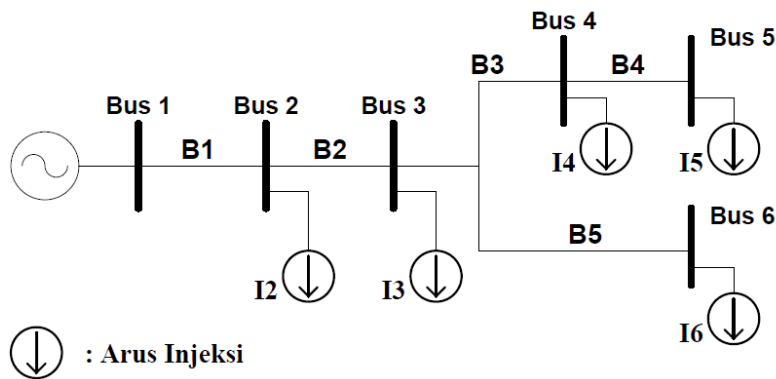 Bus 1
Bus 2
Bus 3
Bus 4
Bus 5
Bus 6
B1
B2
B3
B4
B5
I2
I3
I4
I5
I6
: Arus Injeksi